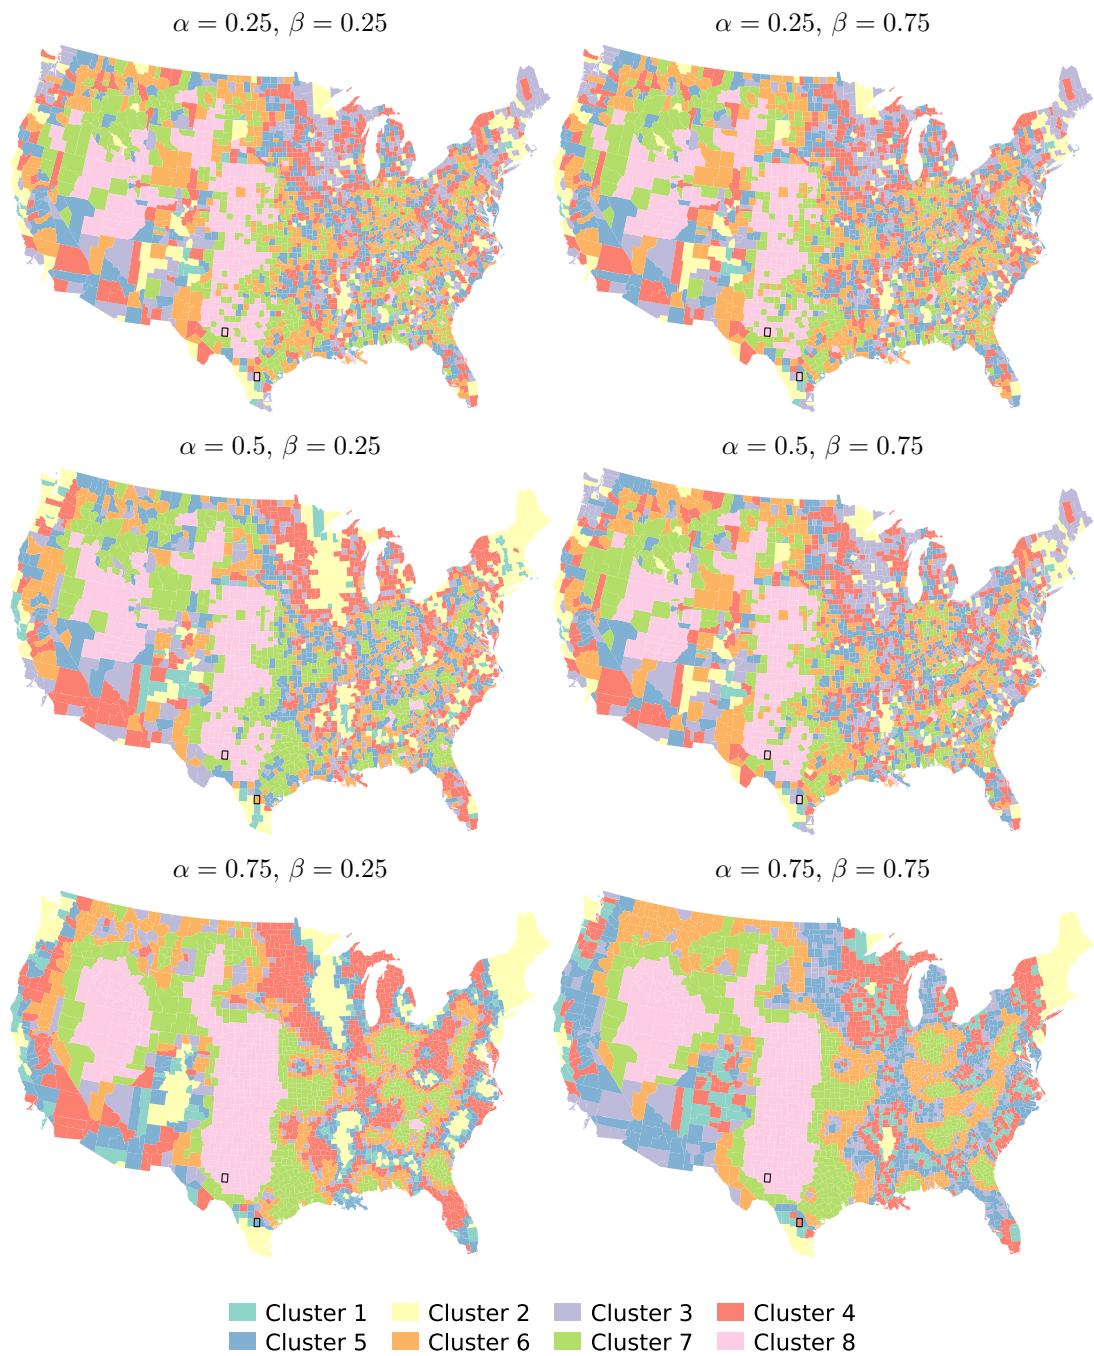 α = 0.25, β = 0.25
α = 0.25, β = 0.75
α = 0.5, β = 0.25
α = 0.5, β = 0.75
α = 0.75, β = 0.25
α = 0.75, β = 0.75
Cluster 1 Cluster 2 Cluster 3 Cluster 4
Cluster 5 Cluster 6 Cluster 7 Cluster 8